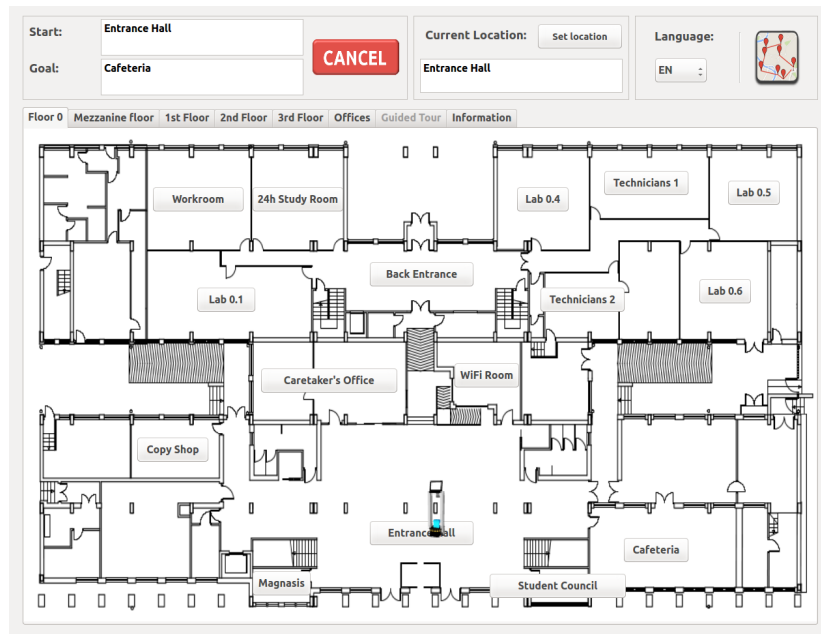 Start:
Entrance Hall
CANCEL
Goal:
Cafeteria
Current Location:
Set location
Entrance Hall
Language:
EN
Floor 0
Mezzanine floor
1st Floor
2nd Floor
3rd Floor
Offices
Guided Tour
Information
Workroom
24h Study Room
Lab 0.4
Technicians 1
Lab 0.5
Back Entrance
Lab 0.1
Technicians 2
Lab 0.6
Caretaker's Office
WiFi Room
Copy Shop
Entrance Hall
Cafeteria
Magnasis
Student Council